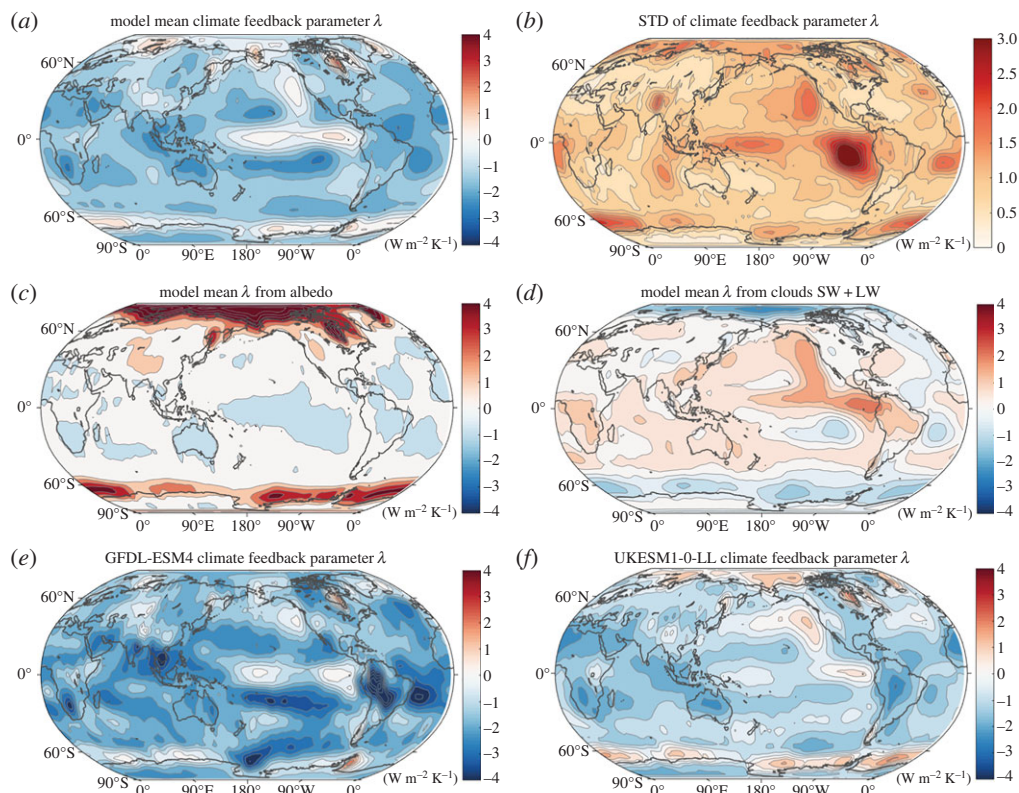 (a) model mean climate feedback parameter λ
60°N
0°
60°S
90°S
0° 90°E 180° 90°W 0°
(W m⁻² K⁻¹)
4
3
2
1
0
–1
–2
–3
–4
(b) STD of climate feedback parameter λ
60°N
0°
60°S
90°S
0° 90°E 180° 90°W 0°
(W m⁻² K⁻¹)
3.0
2.5
2.0
1.5
1.0
0.5
0
(c) model mean λ from albedo
60°N
0°
60°S
90°S
0° 90°E 180° 90°W 0°
(W m⁻² K⁻¹)
4
3
2
1
0
–1
–2
–3
–4
(d) model mean λ from clouds SW + LW
60°N
0°
60°S
90°S
0° 90°E 180° 90°W 0°
(W m⁻² K⁻¹)
4
3
2
1
0
–1
–2
–3
–4
(e) GFDL-ESM4 climate feedback parameter λ
60°N
0°
60°S
90°S
0° 90°E 180° 90°W 0°
(W m⁻² K⁻¹)
4
3
2
1
0
–1
–2
–3
–4
(f) UKESM1-0-LL climate feedback parameter λ
60°N
0°
60°S
90°S
0° 90°E 180° 90°W 0°
(W m⁻² K⁻¹)
4
3
2
1
0
–1
–2
–3
–4